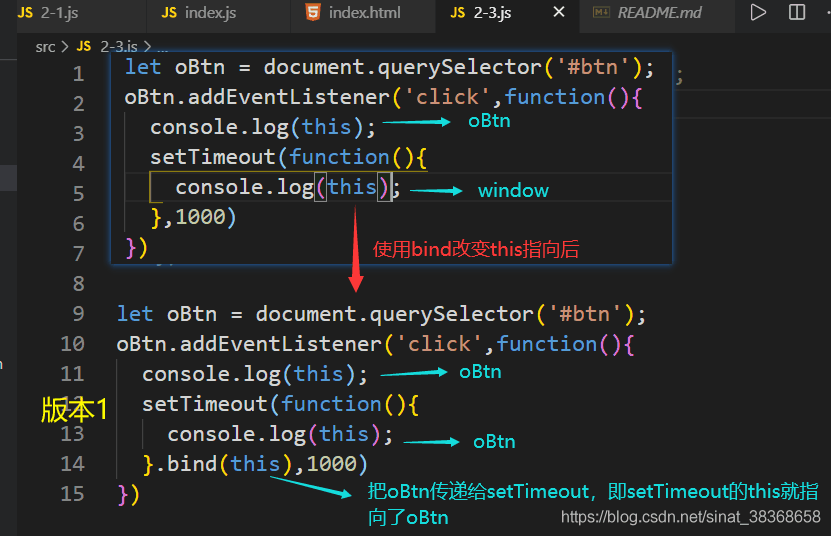 JS 2-1.js JS index.js index.html JS 2-3.js README.md
src > JS 2-3.js > ...
1 let oBtn = document.querySelector('#btn'); ;
2 oBtn.addEventListener('click',function(){
3 console.log(this); oBtn
4 setTimeout(function(){
5 console.log(this); window
6 },1000)
7 })
使用bind改变this指向后
8
9 let oBtn = document.querySelector('#btn');
10 oBtn.addEventListener('click',function(){
11 console.log(this); oBtn
版本1
12 setTimeout(function(){
13 console.log(this); oBtn
14 }.bind(this),1000)
15 })
把oBtn传递给setTimeout，即setTimeout的this就指
向了oBtn
https://blog.csdn.net/sinat_38368658